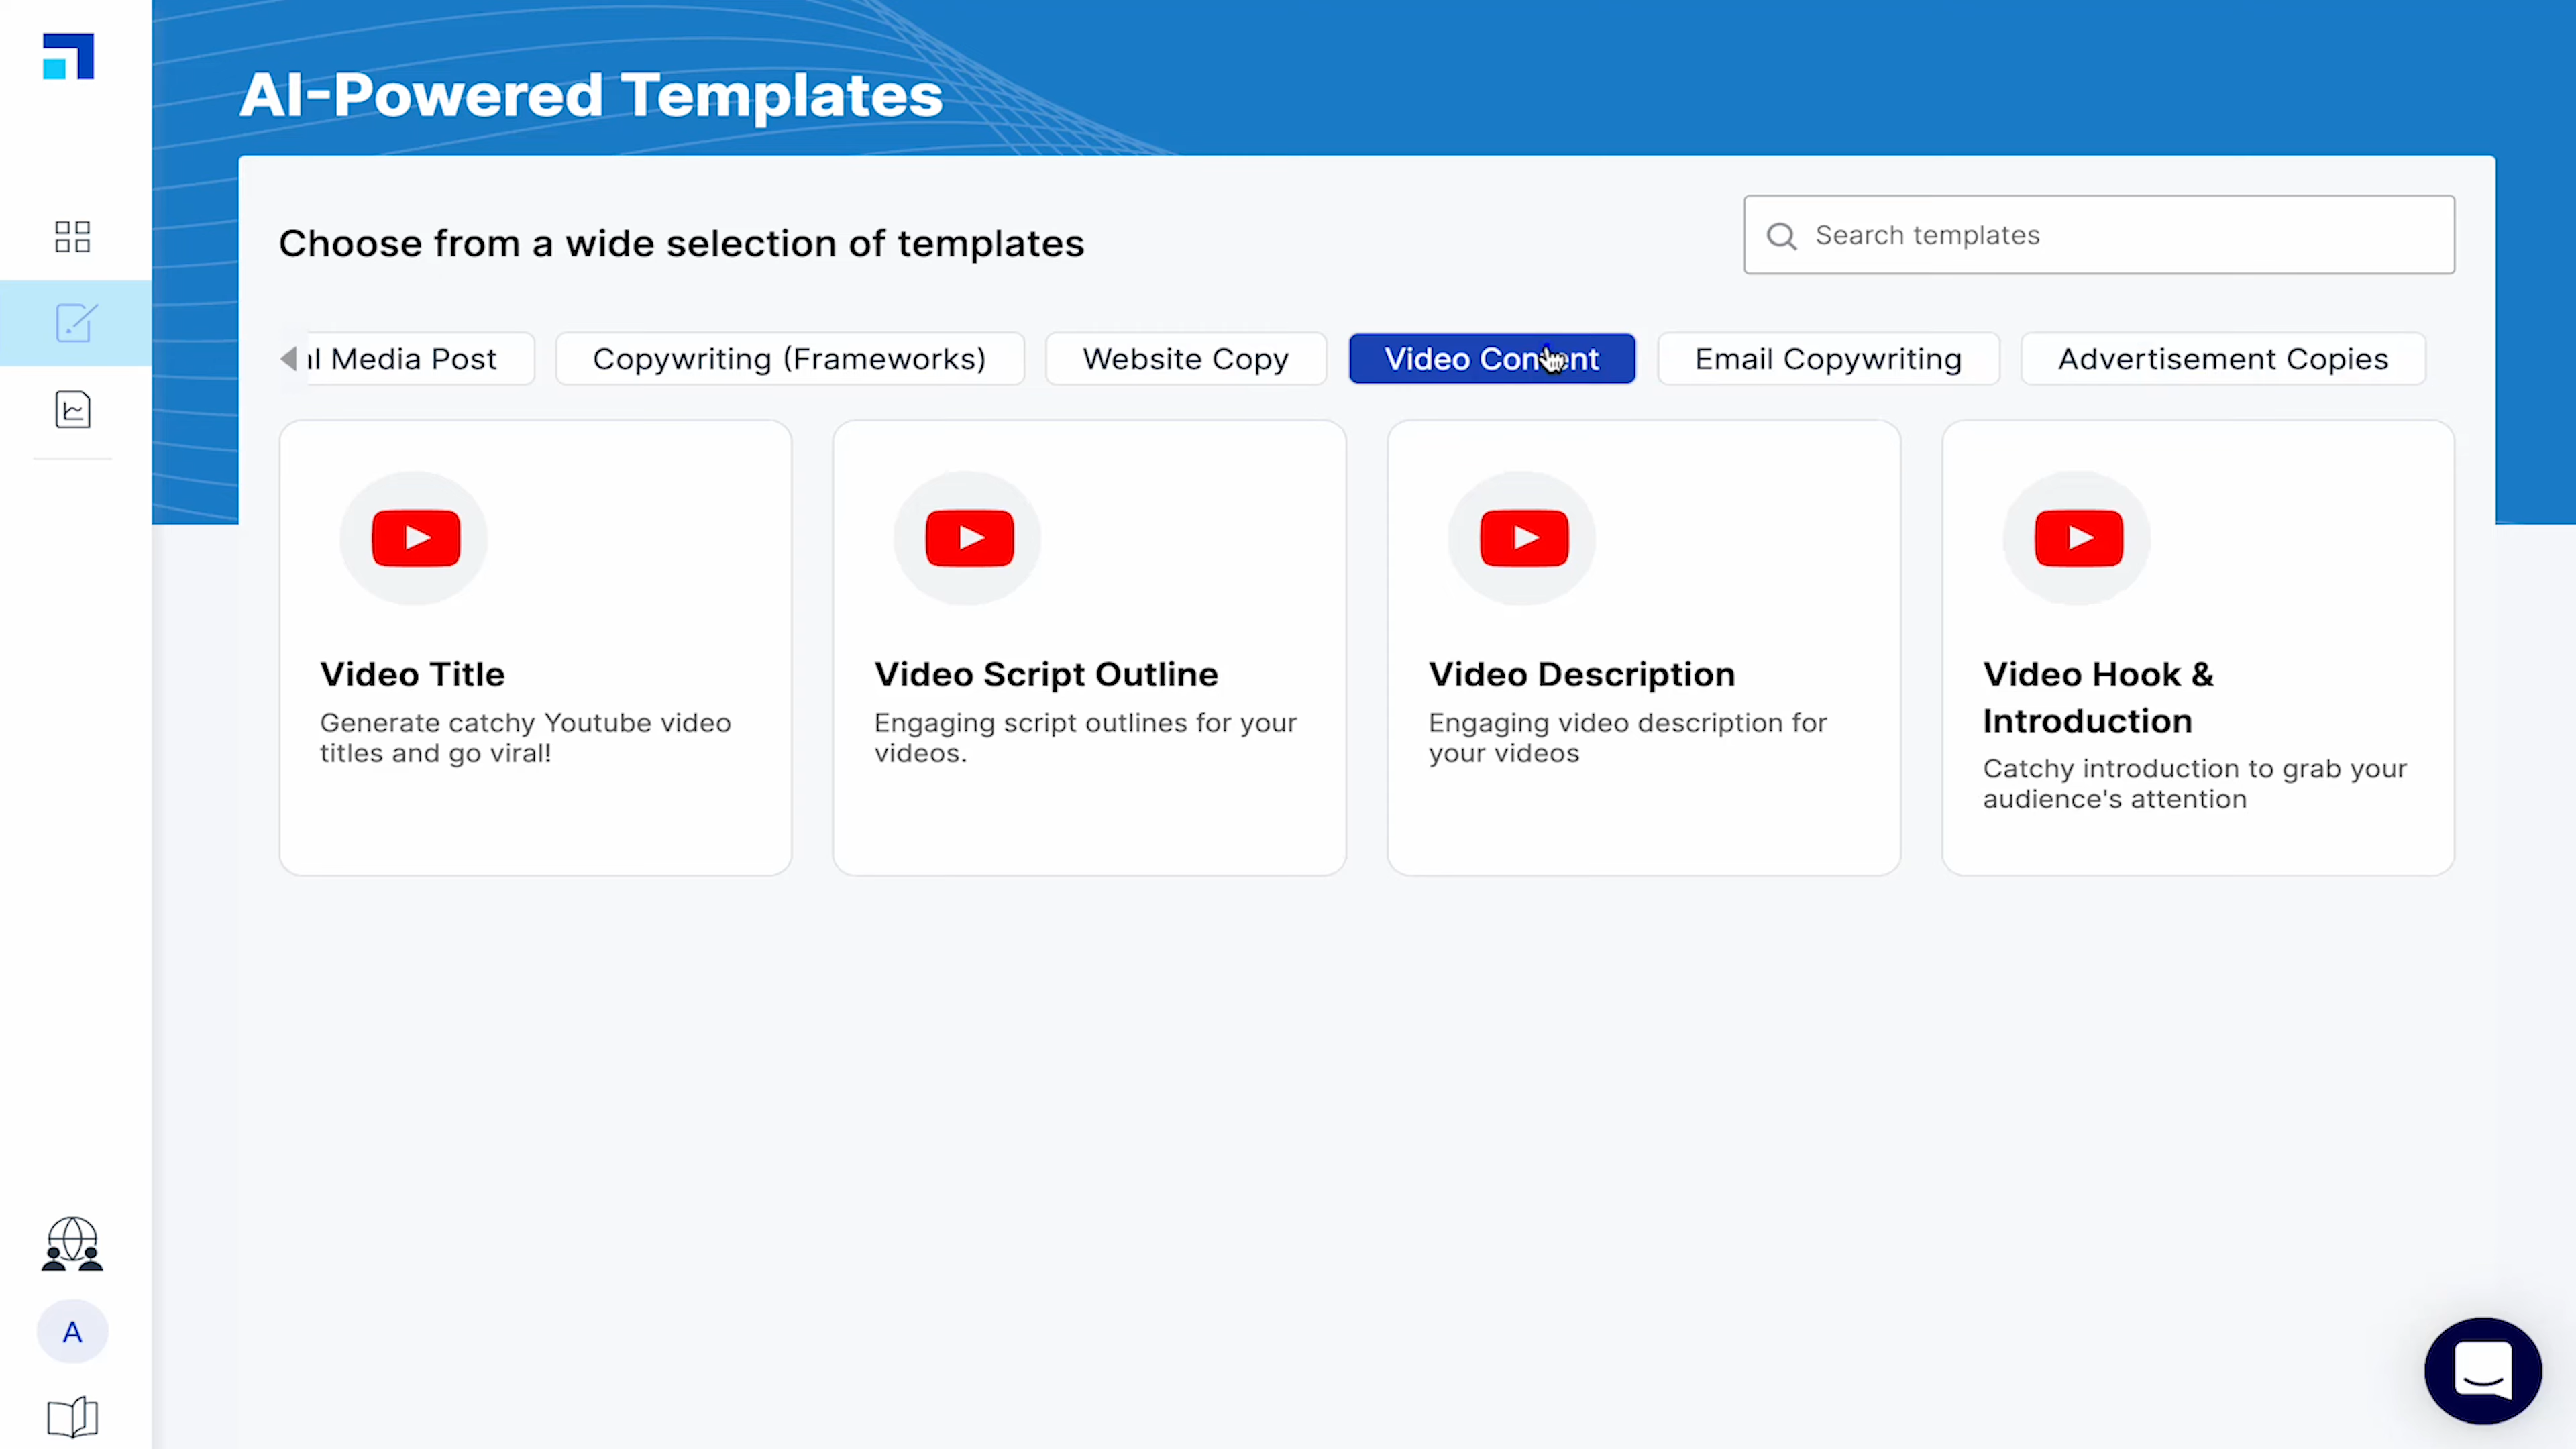 AI-Powered Templates
Choose from a wide selection of templates
Search templates
l Media Post
Copywriting (Frameworks)
Website Copy
Video Content
Email Copywriting
Advertisement Copies
Video Title
Generate catchy Youtube video
titles and go viral!
Video Script Outline
Engaging script outlines for your
videos.
Video Description
Engaging video description for
your videos
Video Hook &
Introduction
Catchy introduction to grab your
audience's attention
A